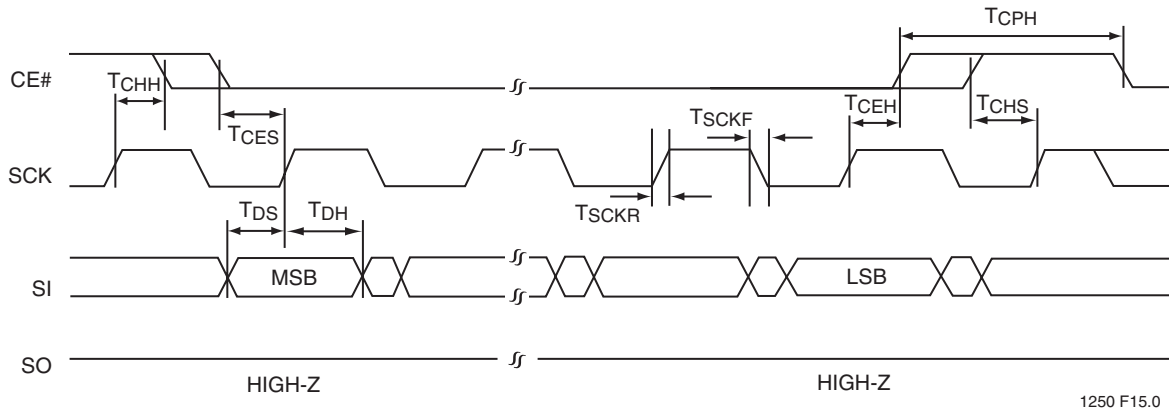 TCPH
CE#
TCHH
TCES
TSCKF
TCEH
TCHS
SCK
TSCKR
TDS
TDH
SI
MSB
LSB
SO
HIGH-Z
HIGH-Z
1250 F15.0